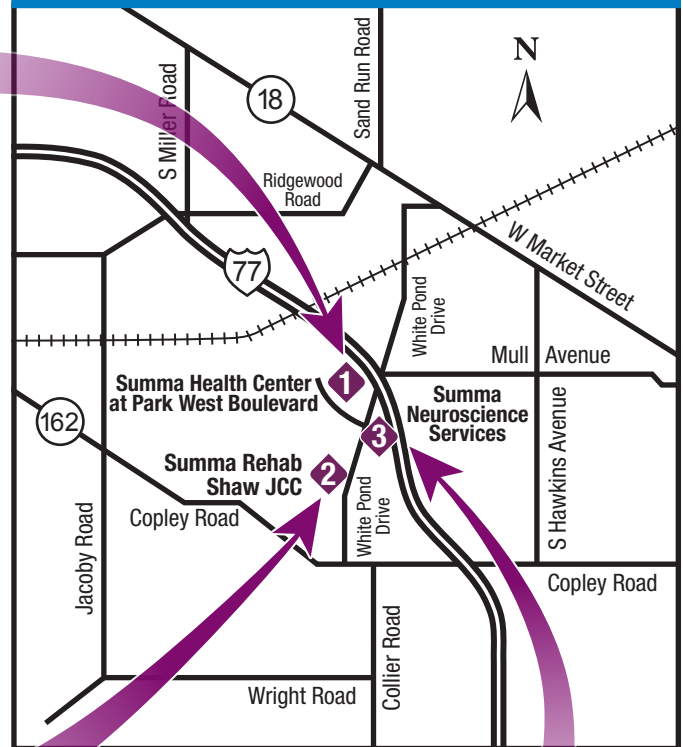 Sand Run Road
N
S Miller Road
18
Ridgewood
Road
77
W Market Street
White Pond
Drive
Mull Avenue
1
Summa Health Center
at Park West Boulevard
Summa
Neuroscience
Services
162
3
S Hawkins Avenue
Summa Rehab
Shaw JCC
2
Copley Road
White Pond
Drive
Jacoby Road
Copley Road
Collier Road
Wright Road